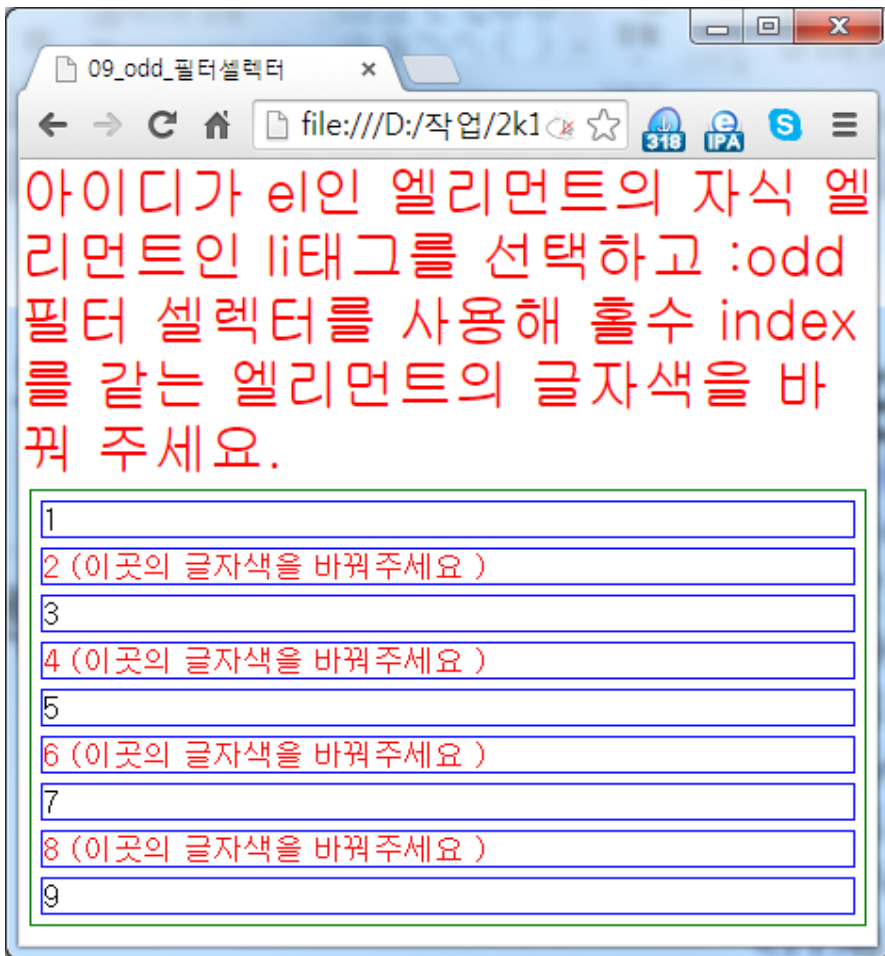 09_odd_필터셀렉터
file:///D:/작업/2k1
318
IPA
아이디가 el인 엘리먼트의 자식 엘
리먼트인 li태그를 선택하고 :odd
필터 셀렉터를 사용해 홀수 index
를 같는 엘리먼트의 글자색을 바
꿔 주세요.
1
2 (이곳의 글자색을 바꿔주세요 )
3
4 (이곳의 글자색을 바꿔주세요 )
5
6 (이곳의 글자색을 바꿔주세요 )
7
8 (이곳의 글자색을 바꿔주세요 )
9